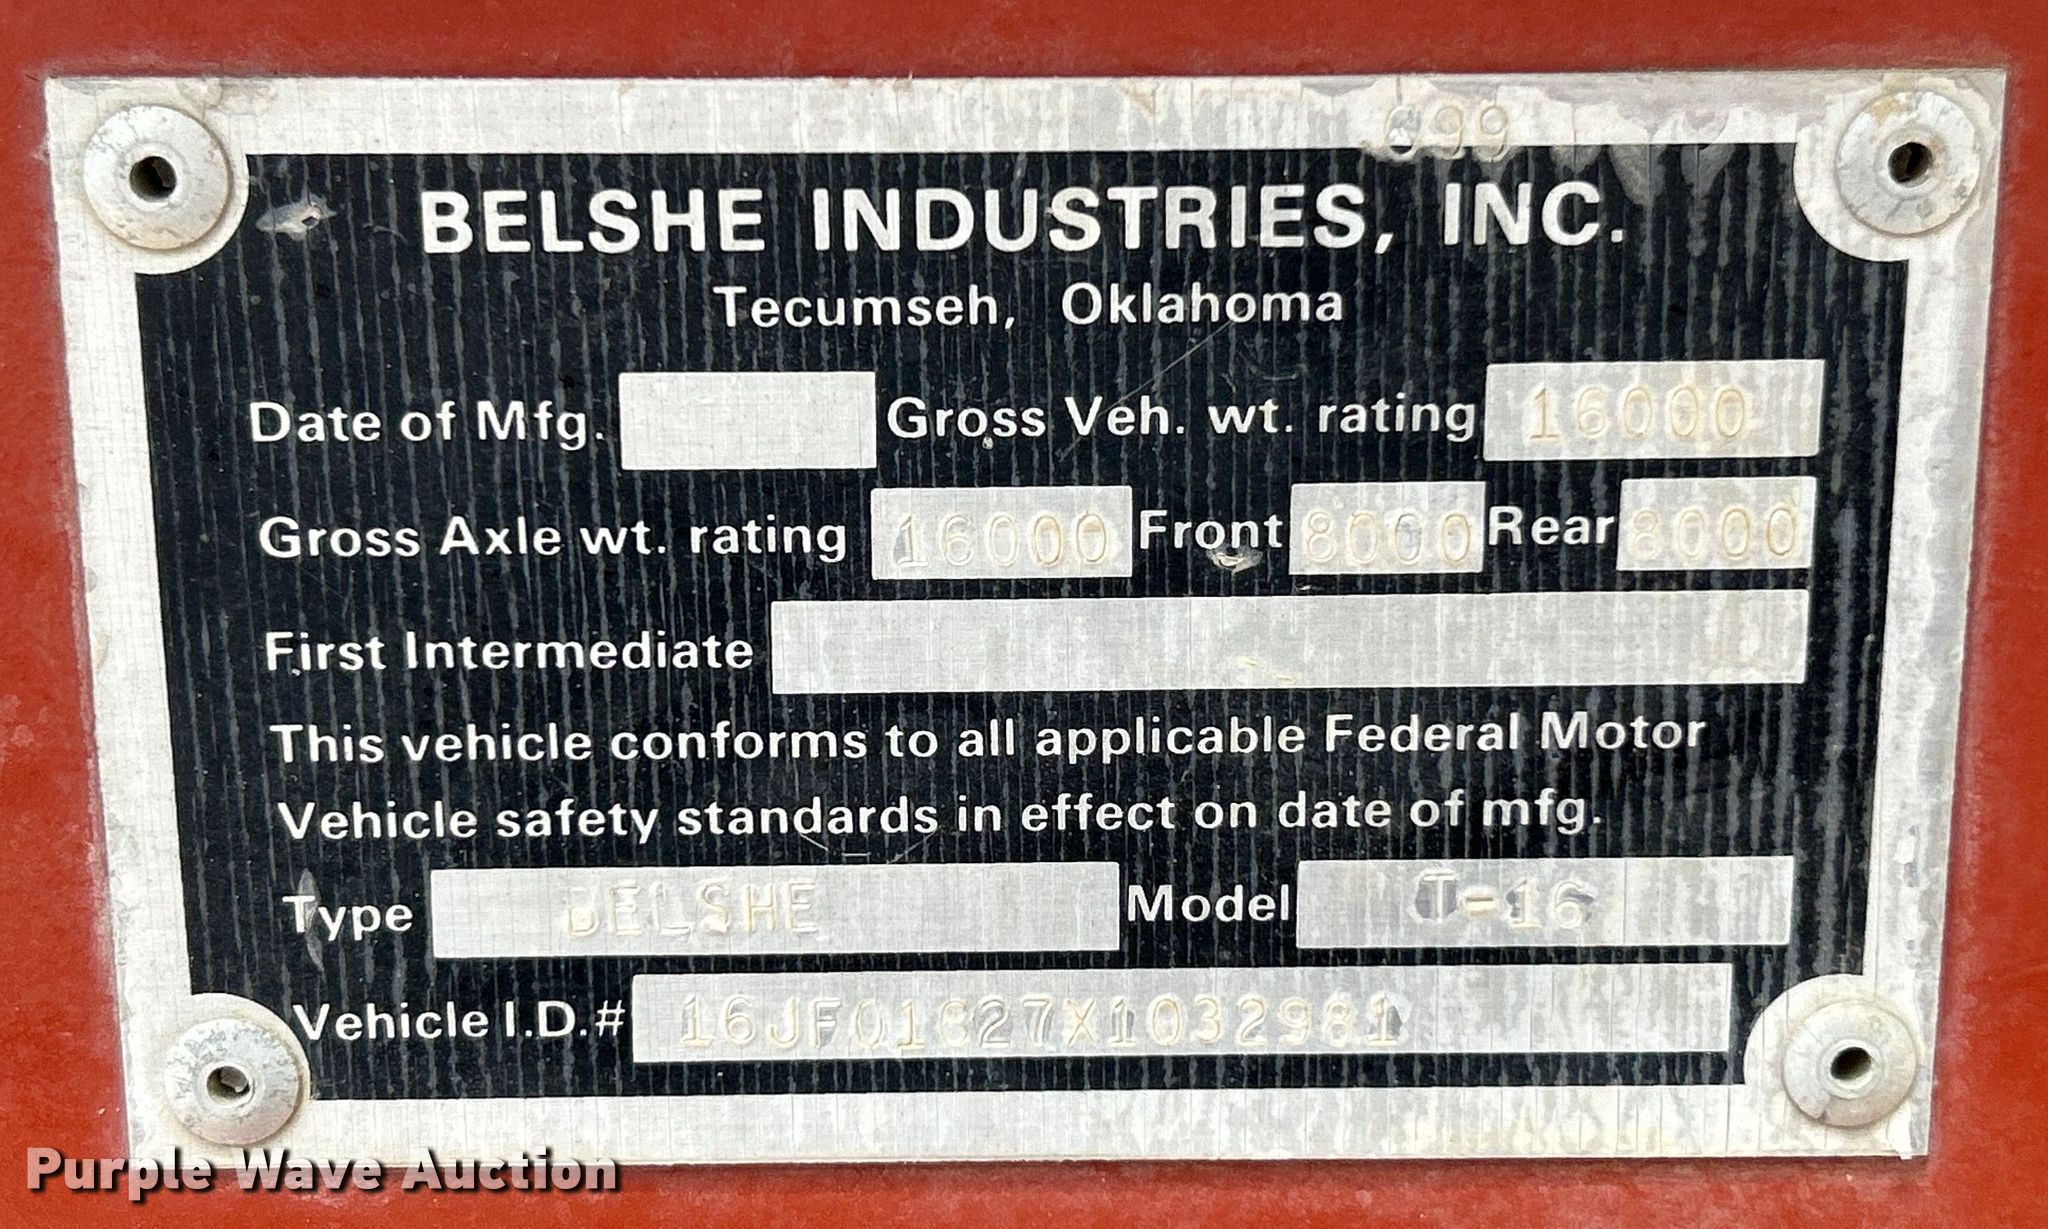 699
BELSHE INDUSTRIES, INC.
Tecumseh, Oklahoma
Date of Mfg. Gross Veh. wt. rating 16000
Gross Axle wt. rating 16000 Front 8000 Rear 8000
First Intermediate
This vehicle conforms to all applicable Federal Motor
Vehicle safety standards in effect on date of mfg.
Type BELSHE Model T-16
Vehicle I.D.# 16JF01627X1032981
Purple Wave Auction